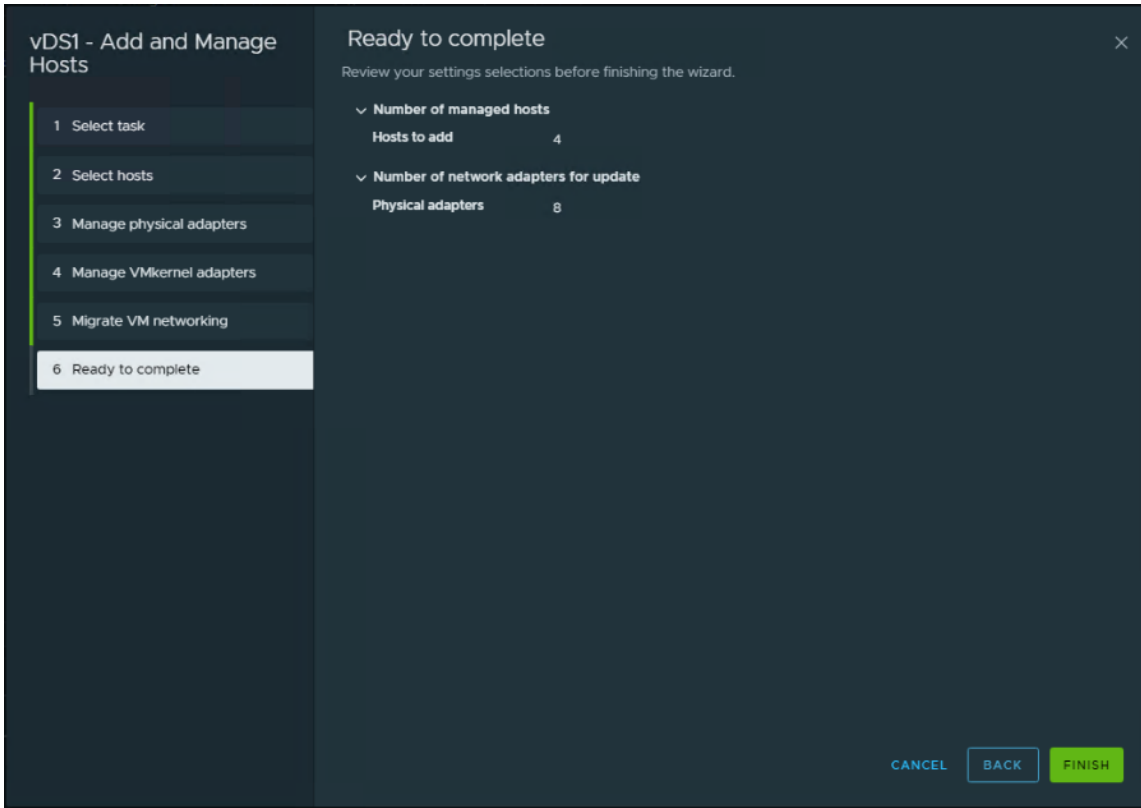 vDS1 - Add and Manage
Hosts
1 Select task
2 Select hosts
3 Manage physical adapters
4 Manage VMkernel adapters
5 Migrate VM networking
6 Ready to complete
Ready to complete
Review your settings selections before finishing the wizard.
Number of managed hosts
Hosts to add 4
Number of network adapters for update
Physical adapters 8
CANCEL BACK FINISH